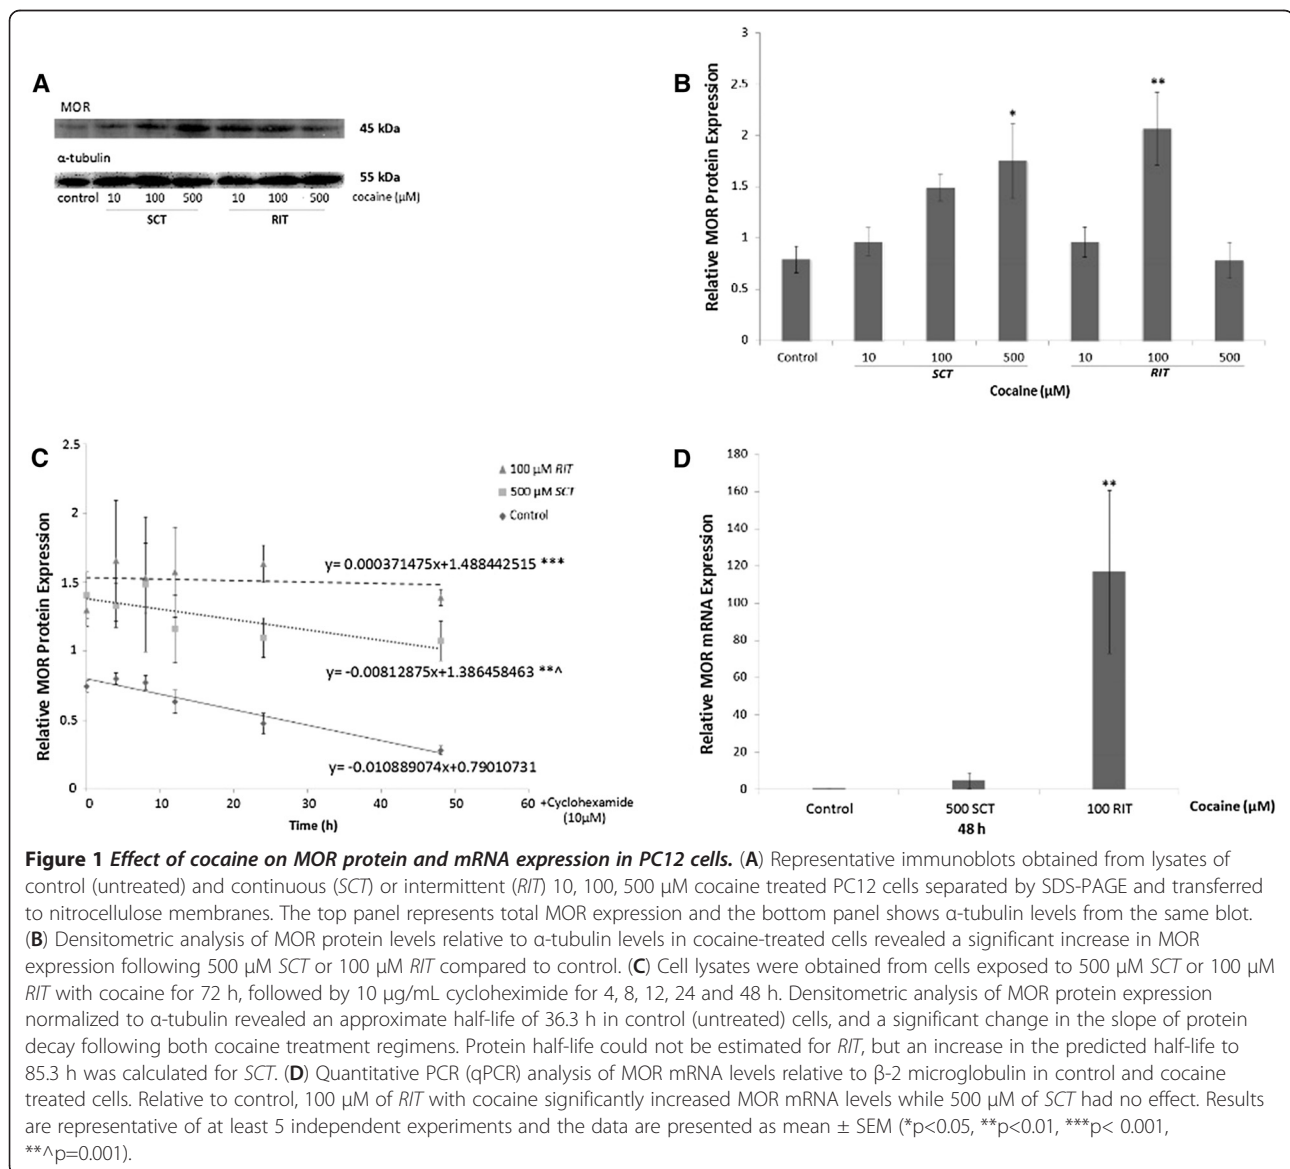 A
MOR
45 kDa
α-tubulin
55 kDa
control 10 100 500 10 100 500 cocaine (µM)
SCT RIT
B
Relative MOR Protein Expression
3
2.5
2
1.5
1
0.5
0
*
**
Control 10 100 500 10 100 500
SCT RIT
Cocaine (µM)
C
Relative MOR Protein Expression
2.5
2
1.5
1
0.5
0
100 µM RIT
500 µM SCT
Control
y= 0.000371475x+1.488442515 ***
y= -0.00812875x+1.386458463 **^
y= -0.010889074x+0.79010731
0 10 20 30 40 50 60 +Cyclohexamide
(10µM)
Time (h)
D
Relative MOR mRNA Expression
180
160
140
120
100
80
60
40
20
0
**
Control 500 SCT 100 RIT Cocaine (µM)
48 h
Figure 1 Effect of cocaine on MOR protein and mRNA expression in PC12 cells. (A) Representative immunoblots obtained from lysates of
control (untreated) and continuous (SCT) or intermittent (RIT) 10, 100, 500 µM cocaine treated PC12 cells separated by SDS-PAGE and transferred
to nitrocellulose membranes. The top panel represents total MOR expression and the bottom panel shows α-tubulin levels from the same blot.
(B) Densitometric analysis of MOR protein levels relative to α-tubulin levels in cocaine-treated cells revealed a significant increase in MOR
expression following 500 µM SCT or 100 µM RIT compared to control. (C) Cell lysates were obtained from cells exposed to 500 µM SCT or 100 µM
RIT with cocaine for 72 h, followed by 10 µg/mL cycloheximide for 4, 8, 12, 24 and 48 h. Densitometric analysis of MOR protein expression
normalized to α-tubulin revealed an approximate half-life of 36.3 h in control (untreated) cells, and a significant change in the slope of protein
decay following both cocaine treatment regimens. Protein half-life could not be estimated for RIT, but an increase in the predicted half-life to
85.3 h was calculated for SCT. (D) Quantitative PCR (qPCR) analysis of MOR mRNA levels relative to β-2 microglobulin in control and cocaine
treated cells. Relative to control, 100 µM of RIT with cocaine significantly increased MOR mRNA levels while 500 µM of SCT had no effect. Results
are representative of at least 5 independent experiments and the data are presented as mean ± SEM (*p<0.05, **p<0.01, ***p< 0.001,
**^p=0.001).